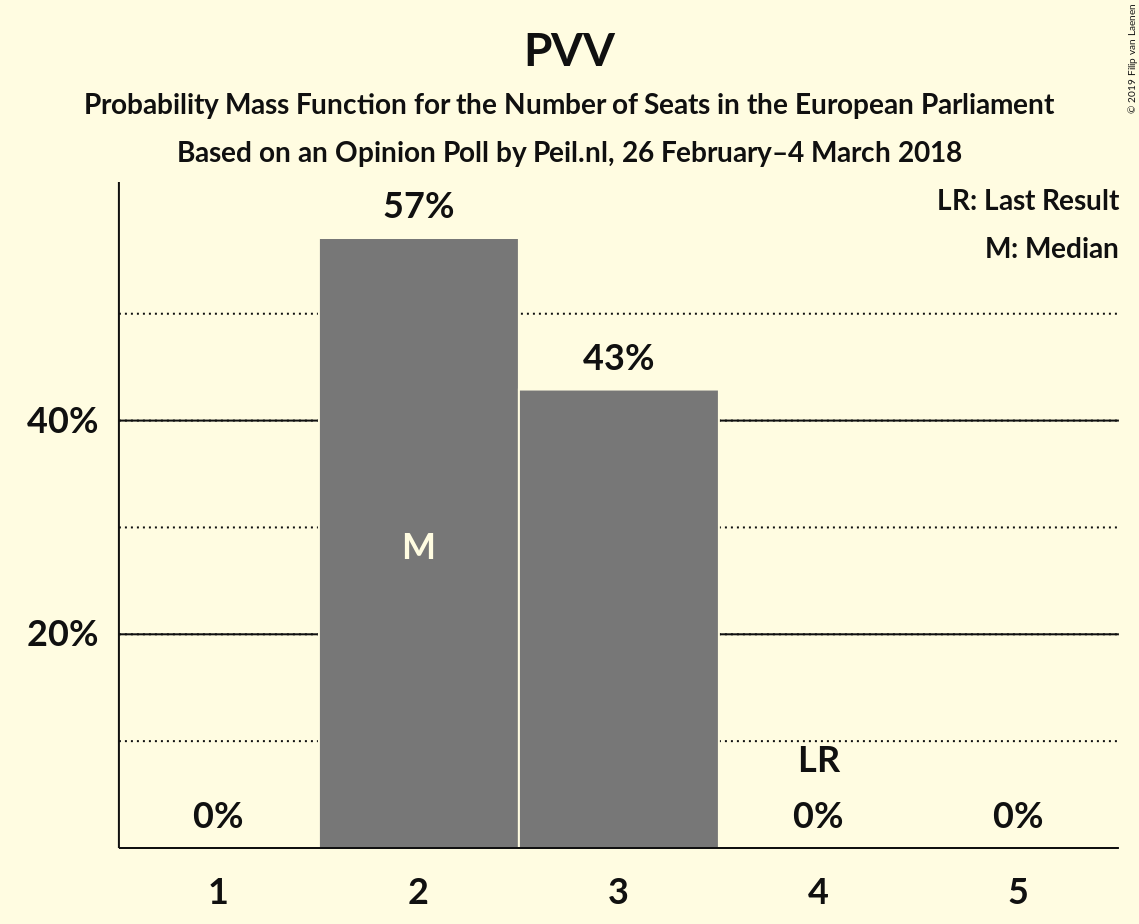 PVV
Probability Mass Function for the Number of Seats in the European Parliament
Based on an Opinion Poll by Peil.nl, 26 February–4 March 2018
© 2019 Filip van Laenen
LR: Last Result
M: Median
57%
43%
40%
M
20%
LR
0%
0%
0%
1
2
3
4
5